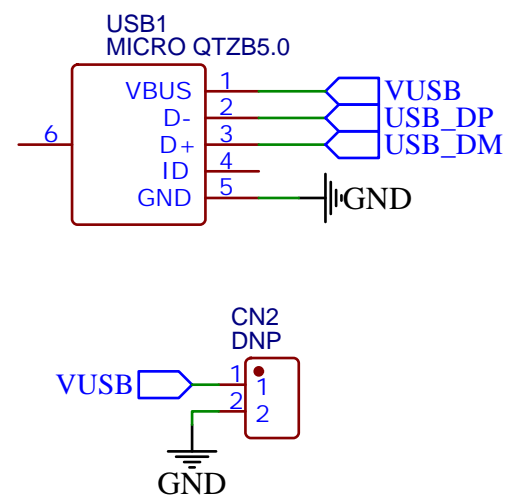 USB1
MICRO QTZB5.0
VBUS 1 VUSB
D- 2 USB_DP
6 D+ 3 USB_DM
ID 4
GND 5 GND
CN2
DNP
VUSB 1 1
2 2
GND